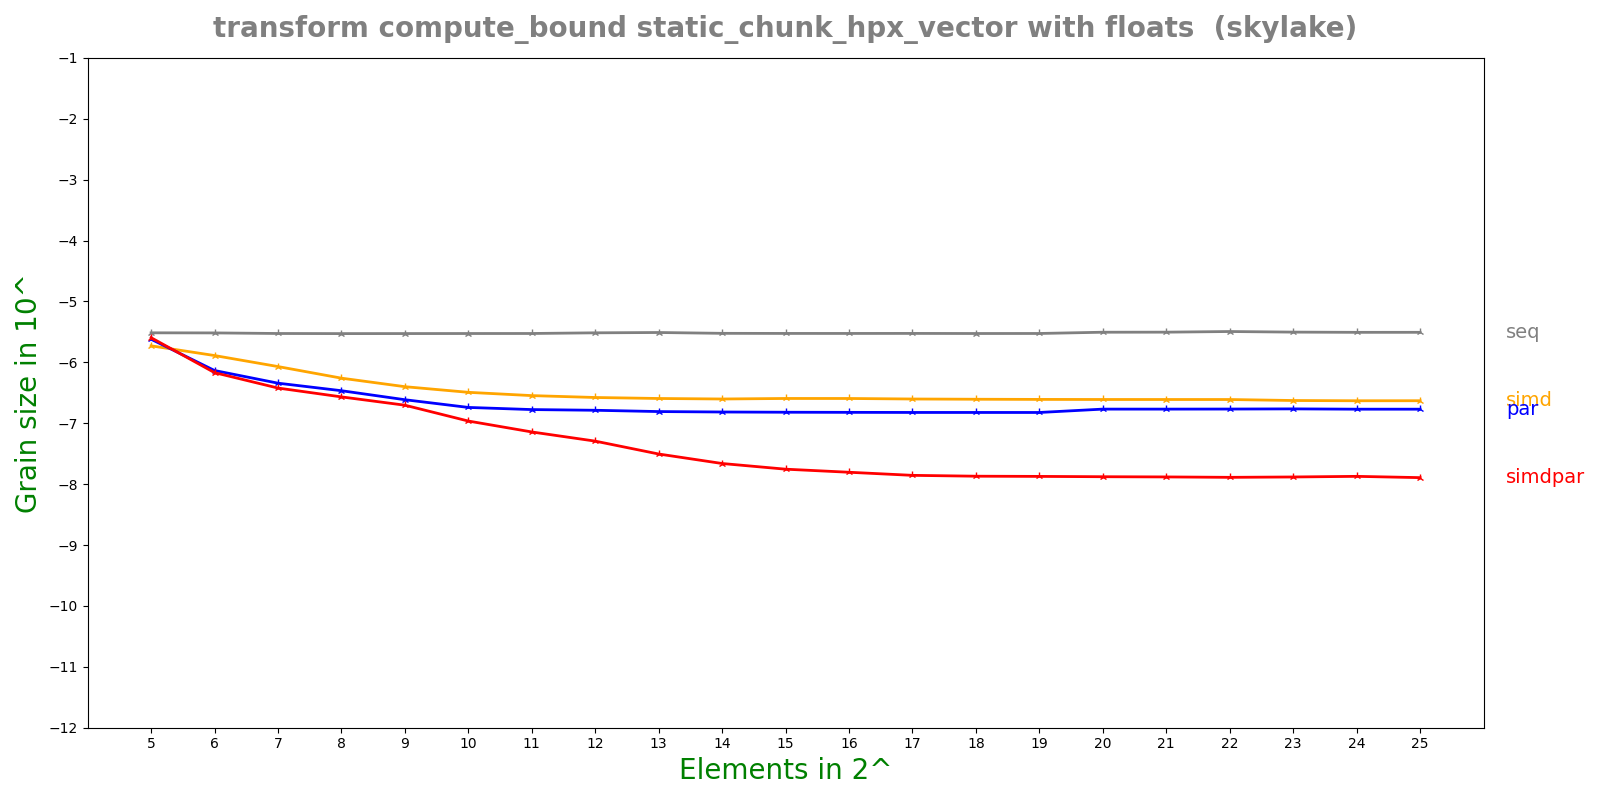 transform compute_bound static_chunk_hpx_vector with floats  (skylake)
Grain size in 10^
−1
−2
−3
−4
−5
−6
−7
−8
−9
−10
−11
−12
seq
simd
par
simdpar
5 6 7 8 9 10 11 12 13 14 15 16 17 18 19 20 21 22 23 24 25
Elements in 2^